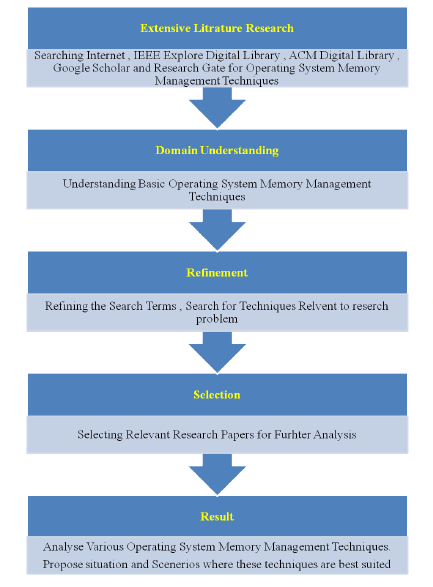 Extensive Litrature Research
Searching Internet , IEEE Explore Digital Library , ACM Digital Library ,
Google Scholar and Research Gate for Operating System Memory
Management Techniques
Domain Understanding
Understanding Basic Operating System Memory Management
Techniques
Refinement
Refining the Search Terms , Search for Techniques Relvent to reserch
problem
Selection
Selecting Relevant Research Papers for Furhter Analysis
Result
Analyse Various Operating System Memory Management Techniques.
Propose situation and Scenerios where these techniques are best suited